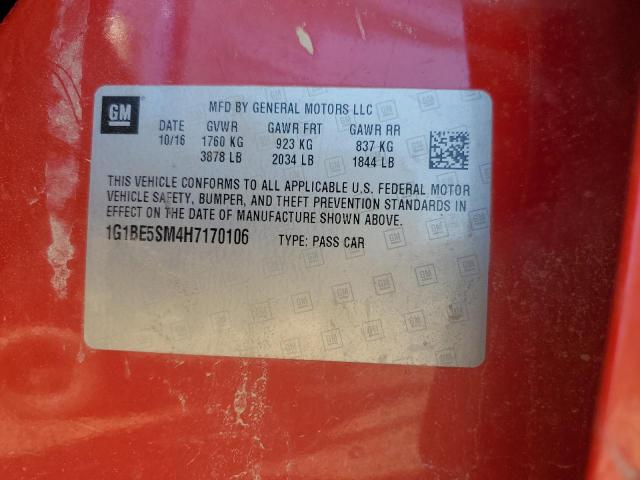 GM
MFD BY GENERAL MOTORS LLC
DATE GVWR GAWR FRT GAWR RR
10/16 1760 KG 923 KG 837 KG
3878 LB 2034 LB 1844 LB
THIS VEHICLE CONFORMS TO ALL APPLICABLE U.S. FEDERAL MOTOR
VEHICLE SAFETY, BUMPER, AND THEFT PREVENTION STANDARDS IN
EFFECT ON THE DATE OF MANUFACTURE SHOWN ABOVE.
1G1BE5SM4H7170106 TYPE: PASS CAR